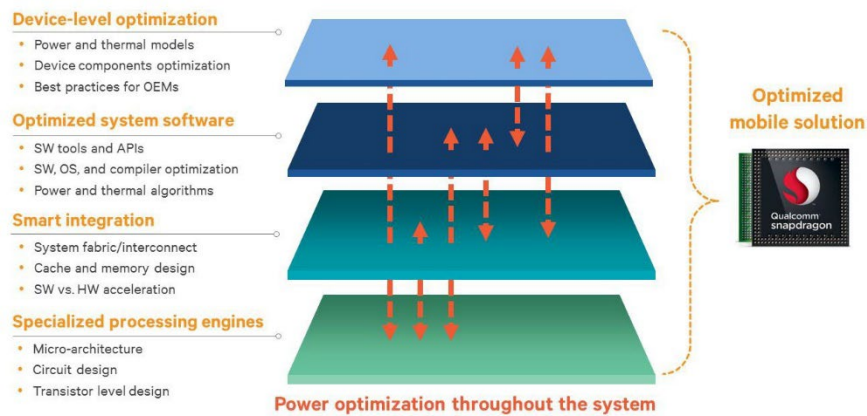 Device-level optimization
• Power and thermal models
• Device components optimization
• Best practices for OEMs
Optimized system software
• SW tools and APIs
• SW, OS, and compiler optimization
• Power and thermal algorithms
Smart integration
• System fabric/interconnect
• Cache and memory design
• SW vs. HW acceleration
Specialized processing engines
• Micro-architecture
• Circuit design
• Transistor level design
Power optimization throughout the system
Optimized
mobile solution
Qualcomm
snapdragon